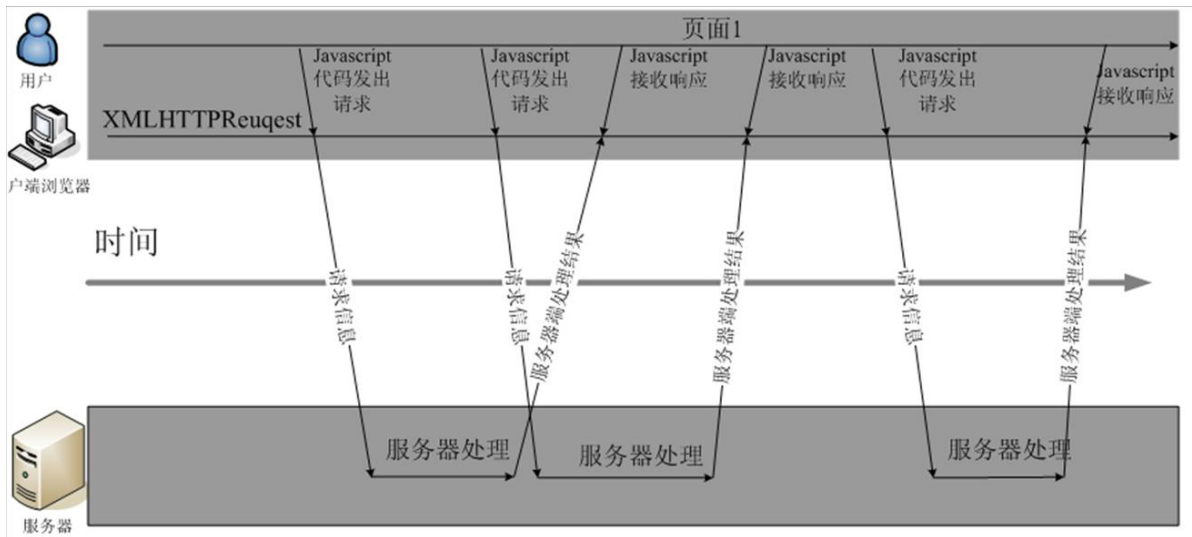 页面1
用户
Javascript
代码发出
请求
Javascript
代码发出
请求
Javascript
接收响应
Javascript
接收响应
Javascript
代码发出
请求
Javascript
接收响应
XMLHTTPReuqest
户端浏览器
时间
请求信息
请求信息
服务器端处理结果
服务器端处理结果
请求信息
服务器端处理结果
服务器处理
服务器处理
服务器处理
服务器